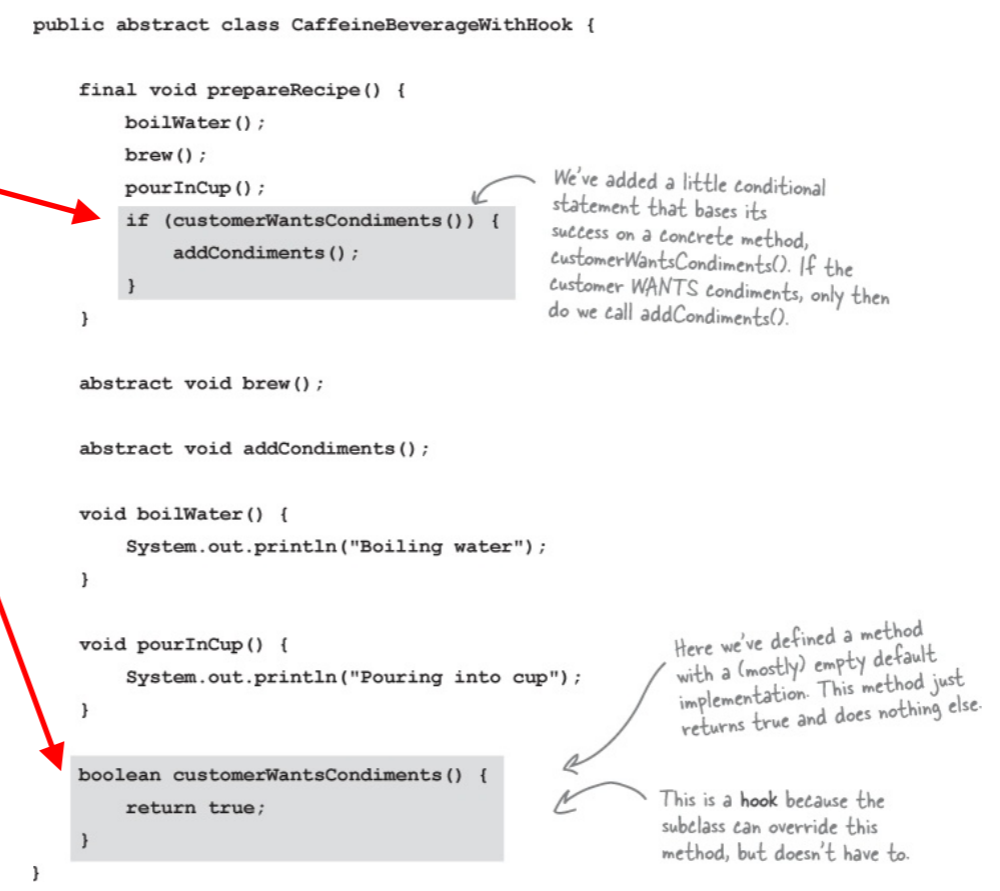 public abstract class CaffeineBeverageWithHook {
final void prepareRecipe() {
boilWater();
brew();
pourInCup();
if (customerWantsCondiments()) {
addCondiments();
}
}
We've added a little conditional
statement that bases its
success on a concrete method,
customerWantsCondiments(). If the
customer WANTS condiments, only then
do we call addCondiments().
abstract void brew();
abstract void addCondiments();
void boilWater() {
System.out.println("Boiling water");
}
void pourInCup() {
System.out.println("Pouring into cup");
}
Here we've defined a method
with a (mostly) empty default
implementation. This method just
returns true and does nothing else.
boolean customerWantsCondiments() {
return true;
}
This is a hook because the
subclass can override this
method, but doesn't have to.
}